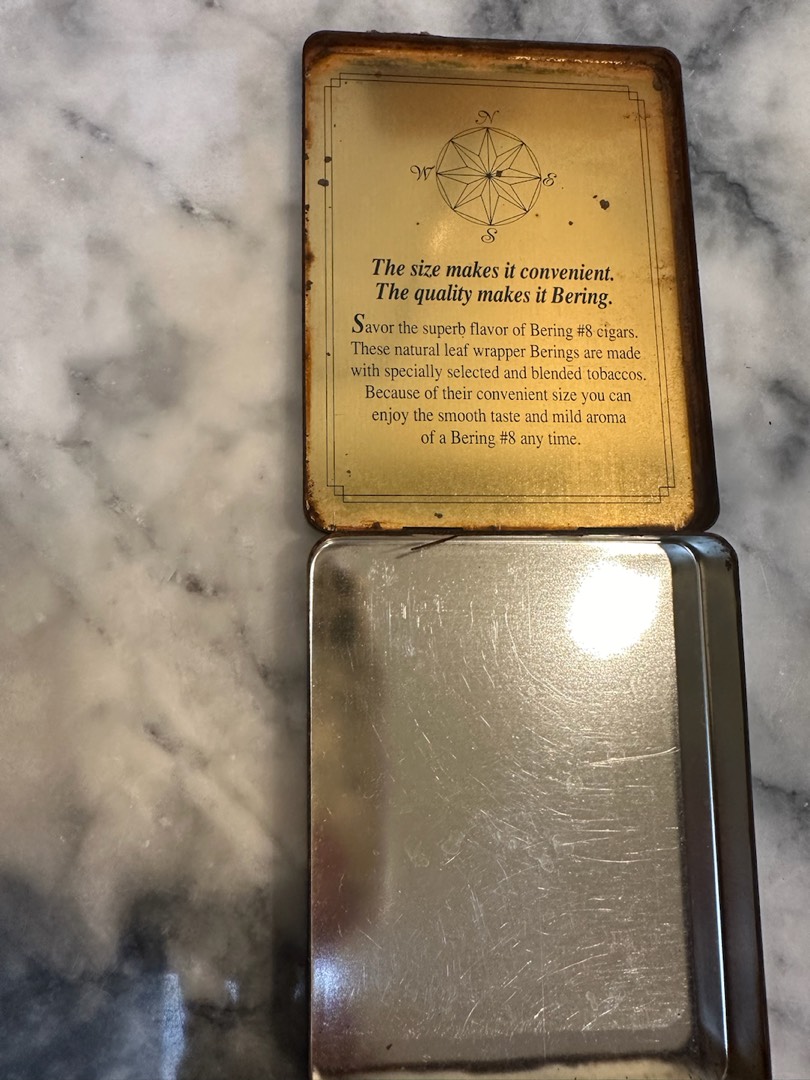 N
W E
S
The size makes it convenient.
The quality makes it Bering.
Savor the superb flavor of Bering #8 cigars.
These natural leaf wrapper Berings are made
with specially selected and blended tobaccos.
Because of their convenient size you can
enjoy the smooth taste and mild aroma
of a Bering #8 any time.